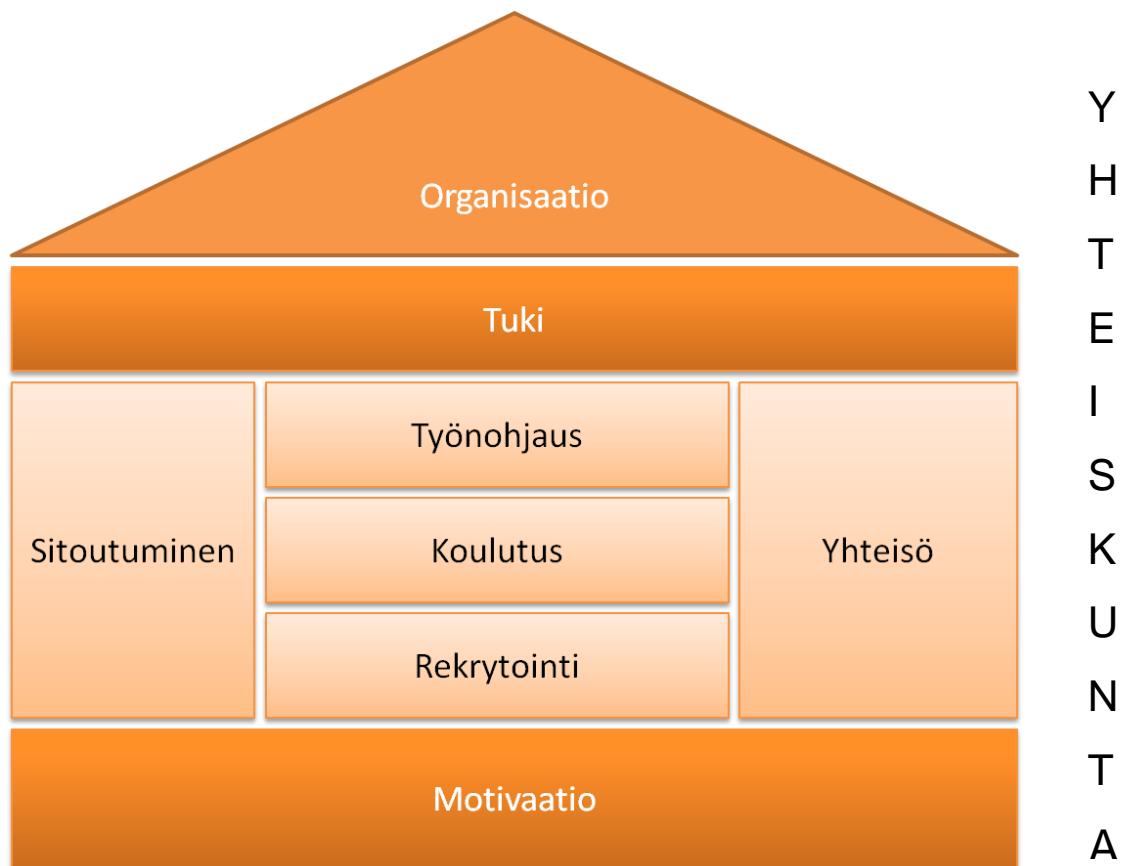 Organisaatio
Tuki
Sitoutuminen
Työnohjaus
Koulutus
Rekrytointi
Yhteisö
Motivaatio
Y
H
T
E
I
S
K
U
N
T
A